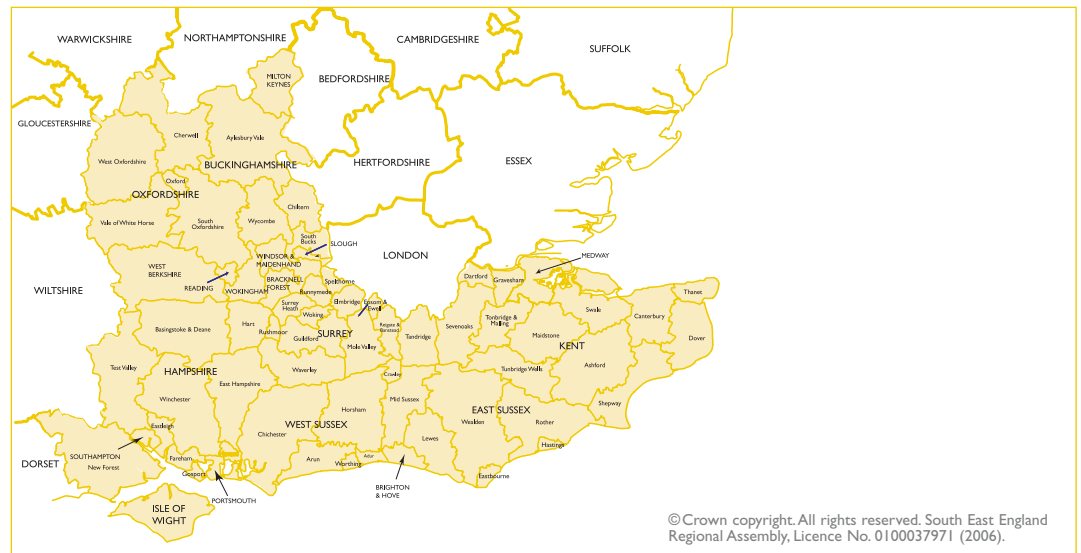 WARWICKSHIRE
NORTHAMPTONSHIRE
CAMBRIDGESHIRE
SUFFOLK
BEDFORDSHIRE
MILTON
KEYNES
GLOUCESTERSHIRE
Cherwell
Aylesbury Vale
West Oxfordshire
BUCKINGHAMSHIRE
HERTFORDSHIRE
ESSEX
Oxford
OXFORDSHIRE
Vale of White Horse
South
Oxfordshire
Wycombe
Chiltern
South
Bucks
SLOUGH
LONDON
MEDWAY
WILTSHIRE
WEST
BERKSHIRE
READING
WINDSOR &
MAIDENHAND
WOKINGHAM
BRACKNELL
FOREST
Runnymede
Spelthorne
Elmbridge
Epsom &
Ewell
Dartford
Gravesham
Thanet
Surrey
Heath
Woking
Basingstoke & Deane
Hart
Rushmoor
Guildford
SURREY
Mole Valley
Reigate &
Banstead
Tandridge
Sevenoaks
Tonbridge &
Malling
Maidstone
Swale
Canterbury
Dover
KENT
Ashford
Tunbridge Wells
Shepway
Test Valley
HAMPSHIRE
East Hampshire
Waverley
Crawley
Winchester
Horsham
Mid Sussex
EAST SUSSEX
Wealden
Rother
Hastings
WEST SUSSEX
Chichester
Lewes
Eastleigh
SOUTHAMPTON
New Forest
DORSET
Fareham
Gosport
PORTSMOUTH
Arun
Worthing
Adur
BRIGHTON
& HOVE
Eastbourne
ISLE OF
WIGHT
© Crown copyright. All rights reserved. South East England
Regional Assembly, Licence No. 0100037971 (2006).